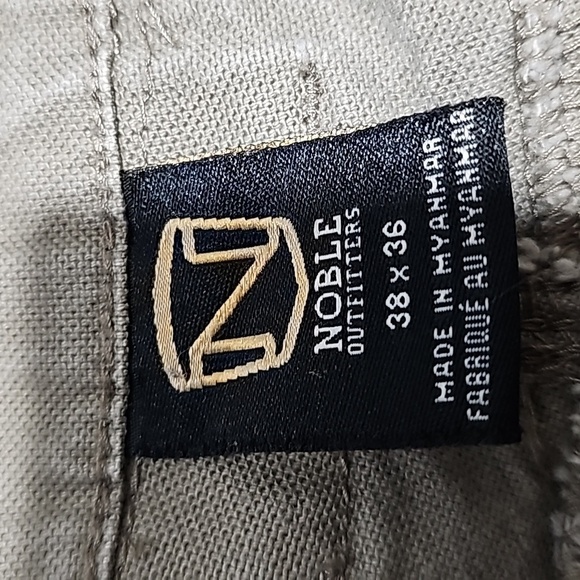 N
NOBLE
OUTFITTERS
38 x 36
MADE IN MYANMAR
FABRIQUÉ AU MYANMAR